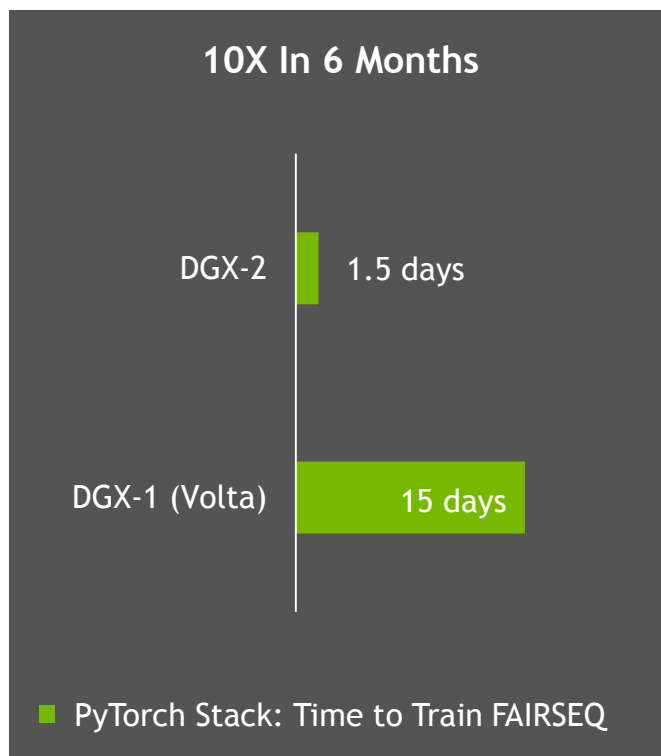 10X In 6 Months
DGX-2
1.5 days
DGX-1 (Volta)
15 days
PyTorch Stack: Time to Train FAIRSEQ